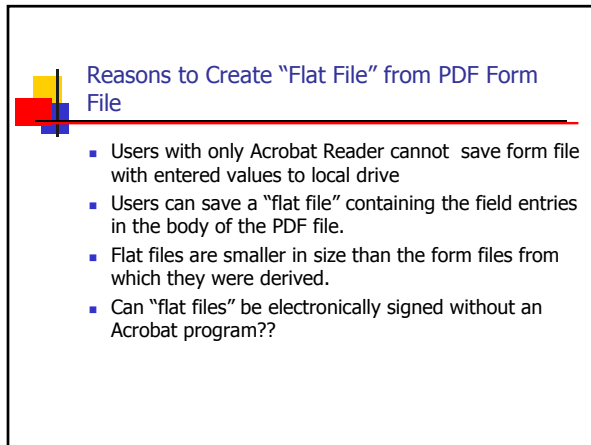 Reasons to Create “Flat File” from PDF Form
File
■ Users with only Acrobat Reader cannot  save form file
with entered values to local drive
■ Users can save a “flat file” containing the field entries
in the body of the PDF file.
■ Flat files are smaller in size than the form files from
which they were derived.
■ Can “flat files” be electronically signed without an
Acrobat program??